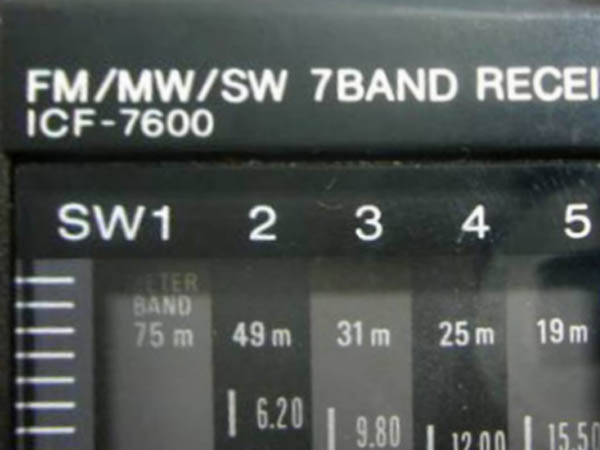 FM/MW/SW 7BAND RECEI
ICF-7600
SW1 2 3 4 5
METER
BAND
75 m 49 m 31 m 25 m 19 m
6.20 9.80 12.00 15.50